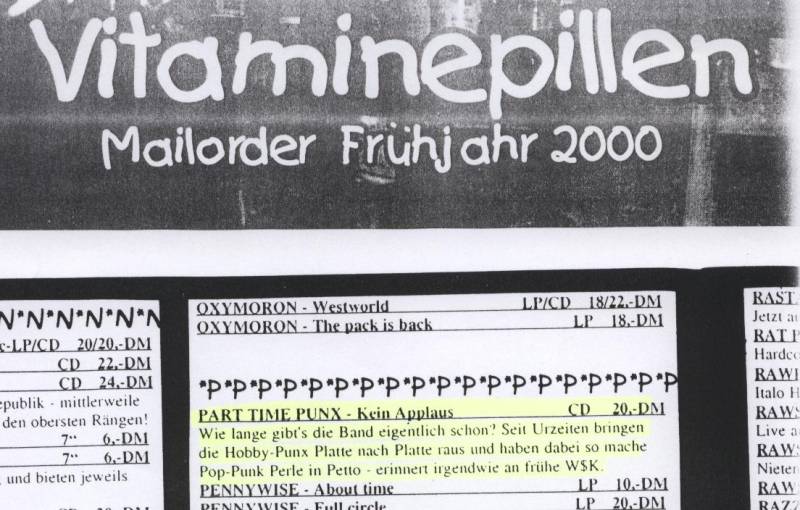 Vitaminepillen
Mailorder Frühjahr 2000
N*N*N*N*N*N
-LP/CD 20/20,-DM
CD 22,-DM
CD 24,-DM
epublik - mittlerweile
den obersten Rängen!
7“ 6,-DM
7“ 6,-DM
und bieten jeweils
OXYMORON - Westworld LP/CD 18/22,-DM
OXYMORON - The pack is back LP 18,-DM
*P*P*P*P*P*P*P*P*P*P*P*P*P*P*P*P*P*P*P
PART TIME PUNX - Kein Applaus CD 20,-DM
Wie lange gibt's die Band eigentlich schon? Seit Urzeiten bringen
die Hobby-Punx Platte nach Platte raus und haben dabei so mache
Pop-Punk Perle in Petto - erinnert irgendwie an frühe W$K.
PENNYWISE - About time LP 10,-DM
PENNYWISE - Full circle LP 20,-DM
RAST
Jetzt au
RAT P
Hardco
RAWI
Italo H
RAWS
Live a
RAWS
Nieten
RAW
RAZZ